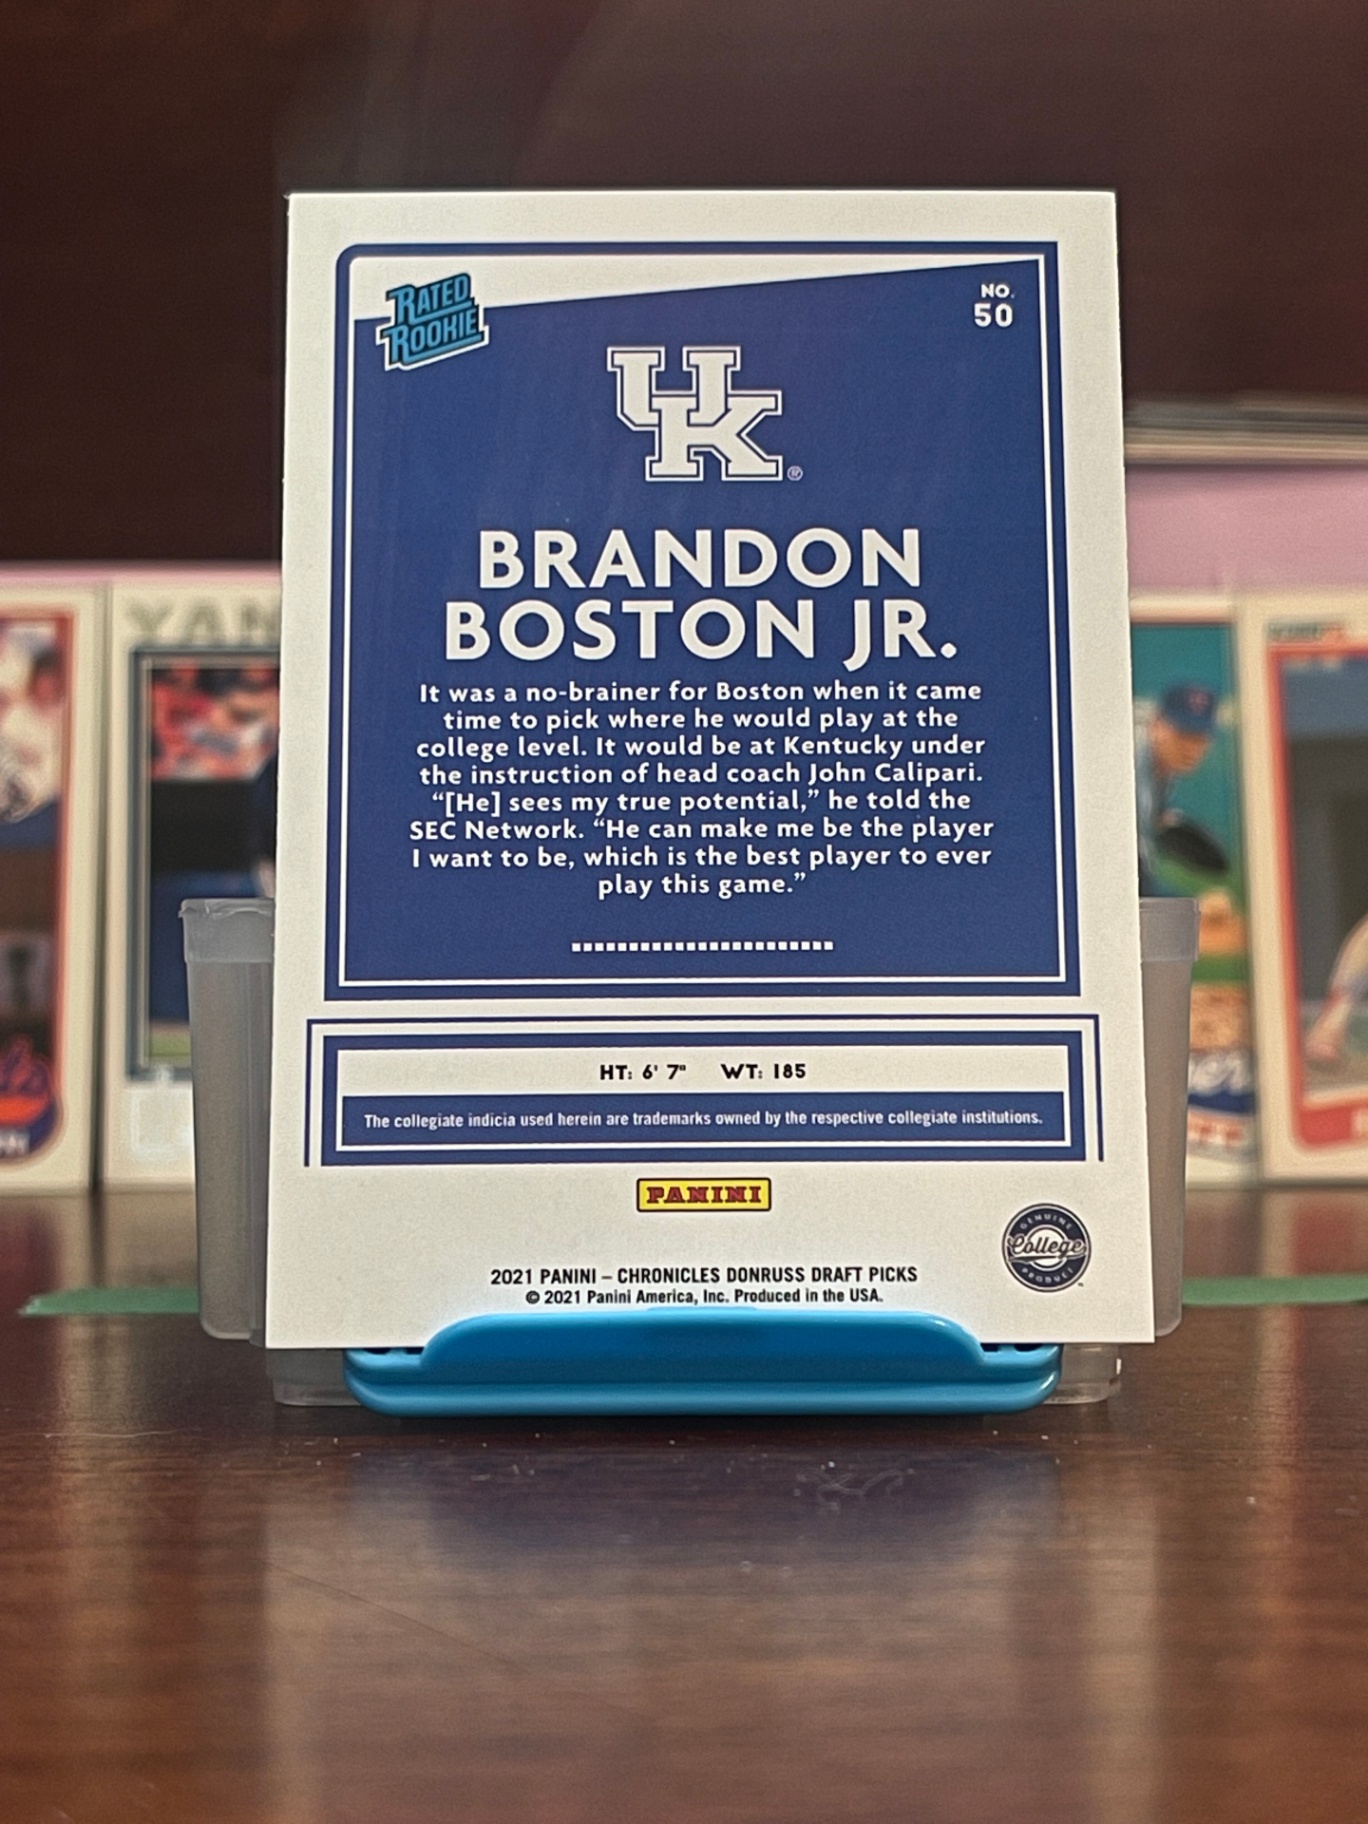 RATED
ROOKIE
NO.
50
UK
®
BRANDON
BOSTON JR.
It was a no-brainer for Boston when it came
time to pick where he would play at the
college level. It would be at Kentucky under
the instruction of head coach John Calipari.
“[He] sees my true potential,” he told the
SEC Network. “He can make me be the player
I want to be, which is the best player to ever
play this game.”
HT: 6' 7" WT: 185
The collegiate indicia used herein are trademarks owned by the respective collegiate institutions.
PANINI
GENUINE
College
PRODUCT
2021 PANINI – CHRONICLES DONRUSS DRAFT PICKS
© 2021 Panini America, Inc. Produced in the USA.